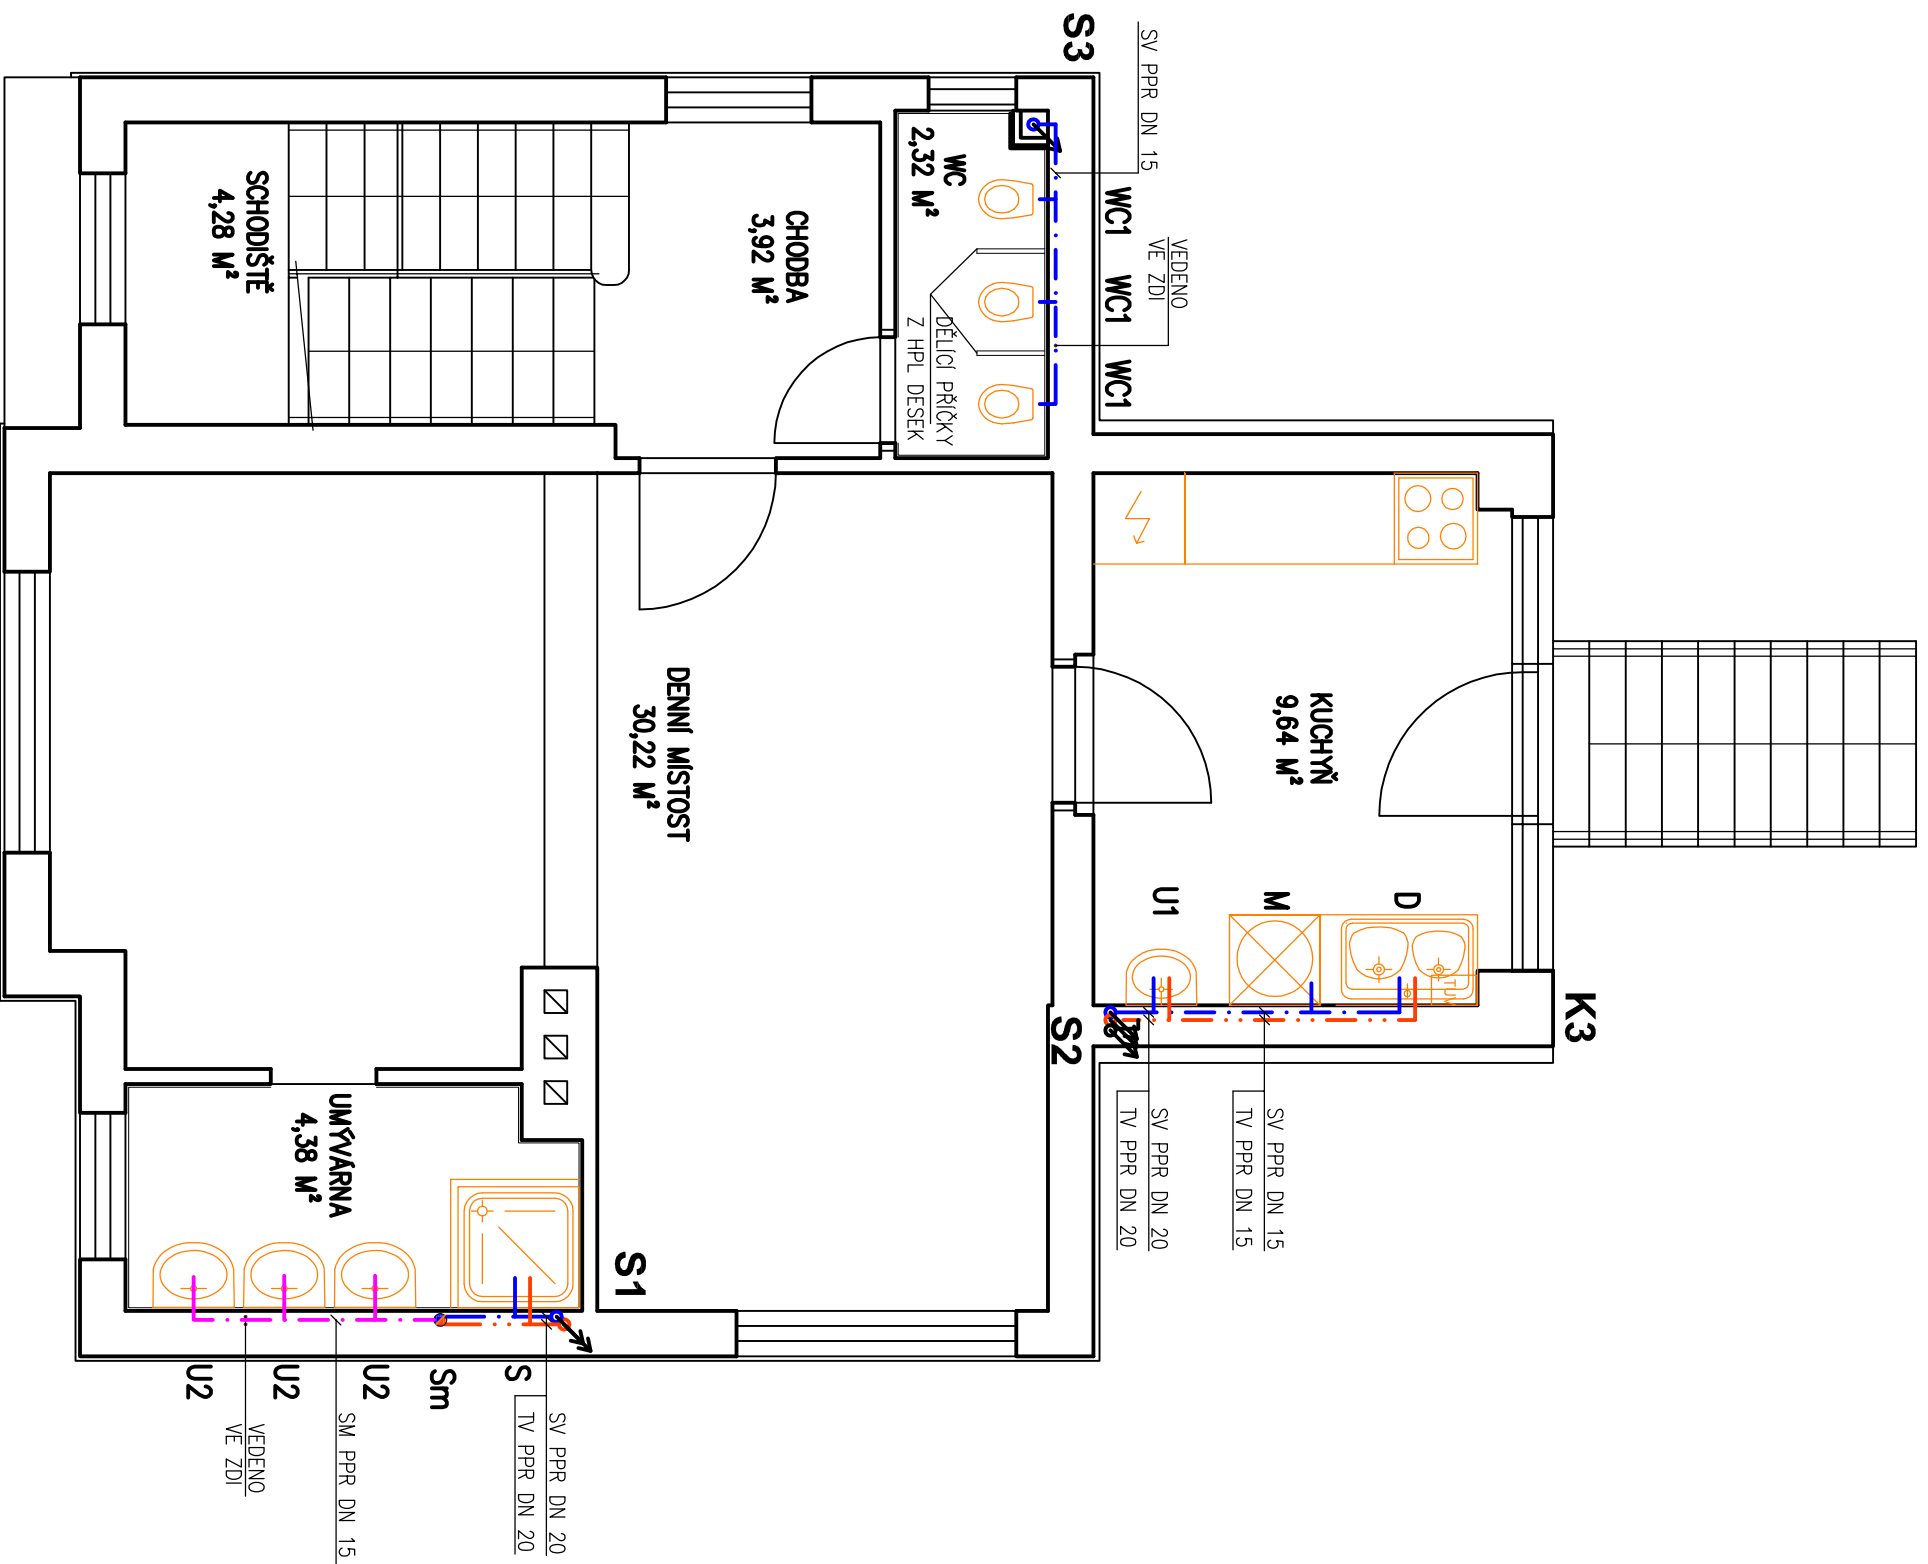 S3
SV PPR DN 15
WC1
WC1
WC1
VEDENO
VE ZDI
WC
2,32 M²
DĚLÍCÍ PŘÍČKY
Z HPL DESEK
CHODBA
3,92 M²
SCHODIŠTĚ
4,28 M²
KUCHYŇ
9,64 M²
DENNÍ MÍSTOST
30,22 M²
D
M
U1
TUV
K3
S2
SV PPR DN 15
TV PPR DN 15
SV PPR DN 20
TV PPR DN 20
UMÝVÁRNA
4,38 M²
S1
S
Sm
U2
U2
U2
SV PPR DN 20
TV PPR DN 20
SM PPR DN 15
VEDENO
VE ZDI